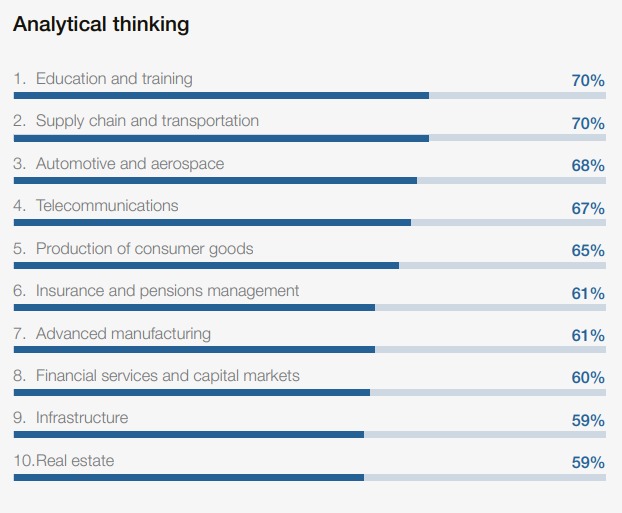 Analytical thinking
1. Education and training 70%
2. Supply chain and transportation 70%
3. Automotive and aerospace 68%
4. Telecommunications 67%
5. Production of consumer goods 65%
6. Insurance and pensions management 61%
7. Advanced manufacturing 61%
8. Financial services and capital markets 60%
9. Infrastructure 59%
10.Real estate 59%